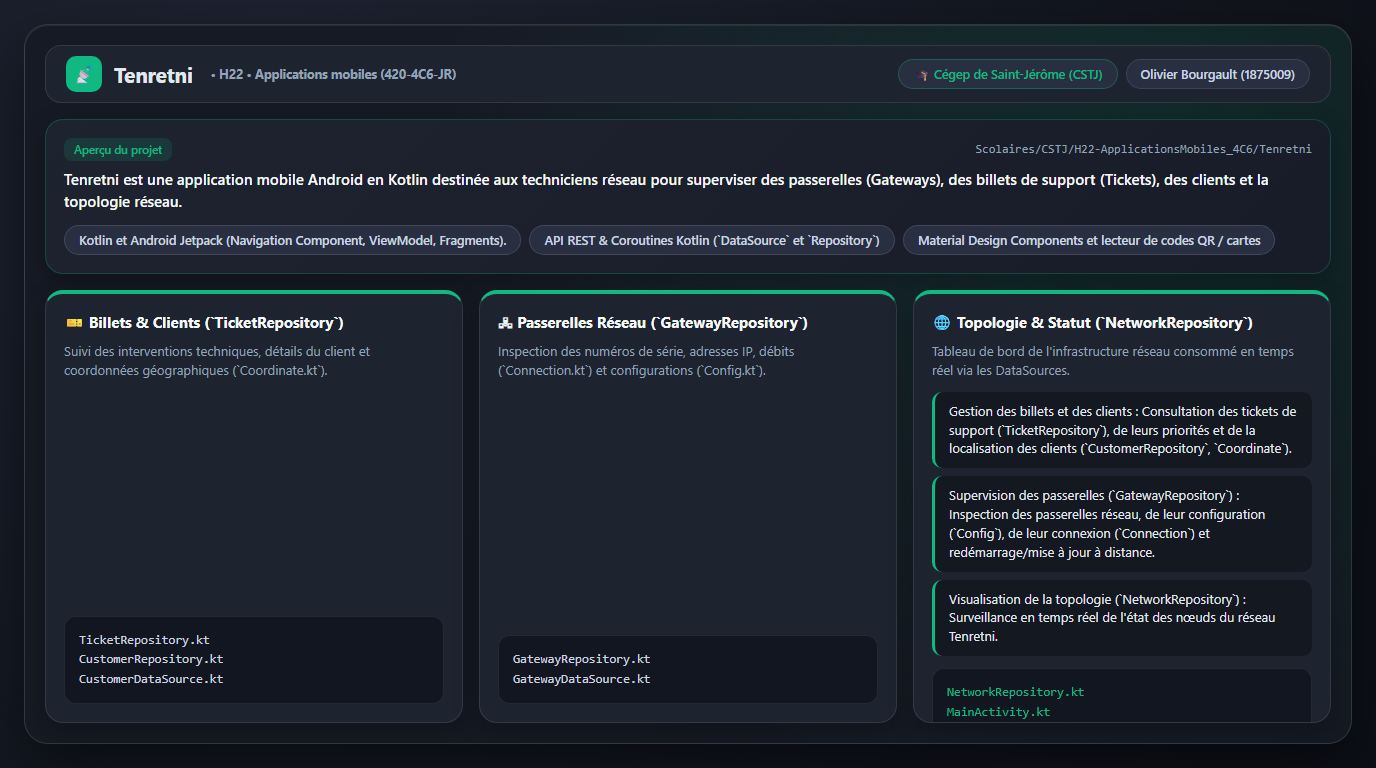 Tenretni • H22 • Applications mobiles (420-4C6-JR)
Cégep de Saint-Jérôme (CSTJ)
Olivier Bourgault (1875009)
Aperçu du projet
Scolaires/CSTJ/H22-ApplicationsMobiles_4C6/Tenretni
Tenretni est une application mobile Android en Kotlin destinée aux techniciens réseau pour superviser des passerelles (Gateways), des billets de support (Tickets), des clients et la
topologie réseau.
Kotlin et Android Jetpack (Navigation Component, ViewModel, Fragments).
API REST & Coroutines Kotlin (`DataSource` et `Repository`)
Material Design Components et lecteur de codes QR / cartes
Billets & Clients (`TicketRepository`)
Suivi des interventions techniques, détails du client et
coordonnées géographiques (`Coordinate.kt`).
TicketRepository.kt
CustomerRepository.kt
CustomerDataSource.kt
Passerelles Réseau (`GatewayRepository`)
Inspection des numéros de série, adresses IP, débits
(`Connection.kt`) et configurations (`Config.kt`).
GatewayRepository.kt
GatewayDataSource.kt
Topologie & Statut (`NetworkRepository`)
Tableau de bord de l'infrastructure réseau consommé en temps
réel via les DataSources.
Gestion des billets et des clients : Consultation des tickets de
support (`TicketRepository`), de leurs priorités et de la
localisation des clients (`CustomerRepository`, `Coordinate`).
Supervision des passerelles (`GatewayRepository`) :
Inspection des passerelles réseau, de leur configuration
(`Config`), de leur connexion (`Connection`) et
redémarrage/mise à jour à distance.
Visualisation de la topologie (`NetworkRepository`) :
Surveillance en temps réel de l'état des nœuds du réseau
Tenretni.
NetworkRepository.kt
MainActivity.kt